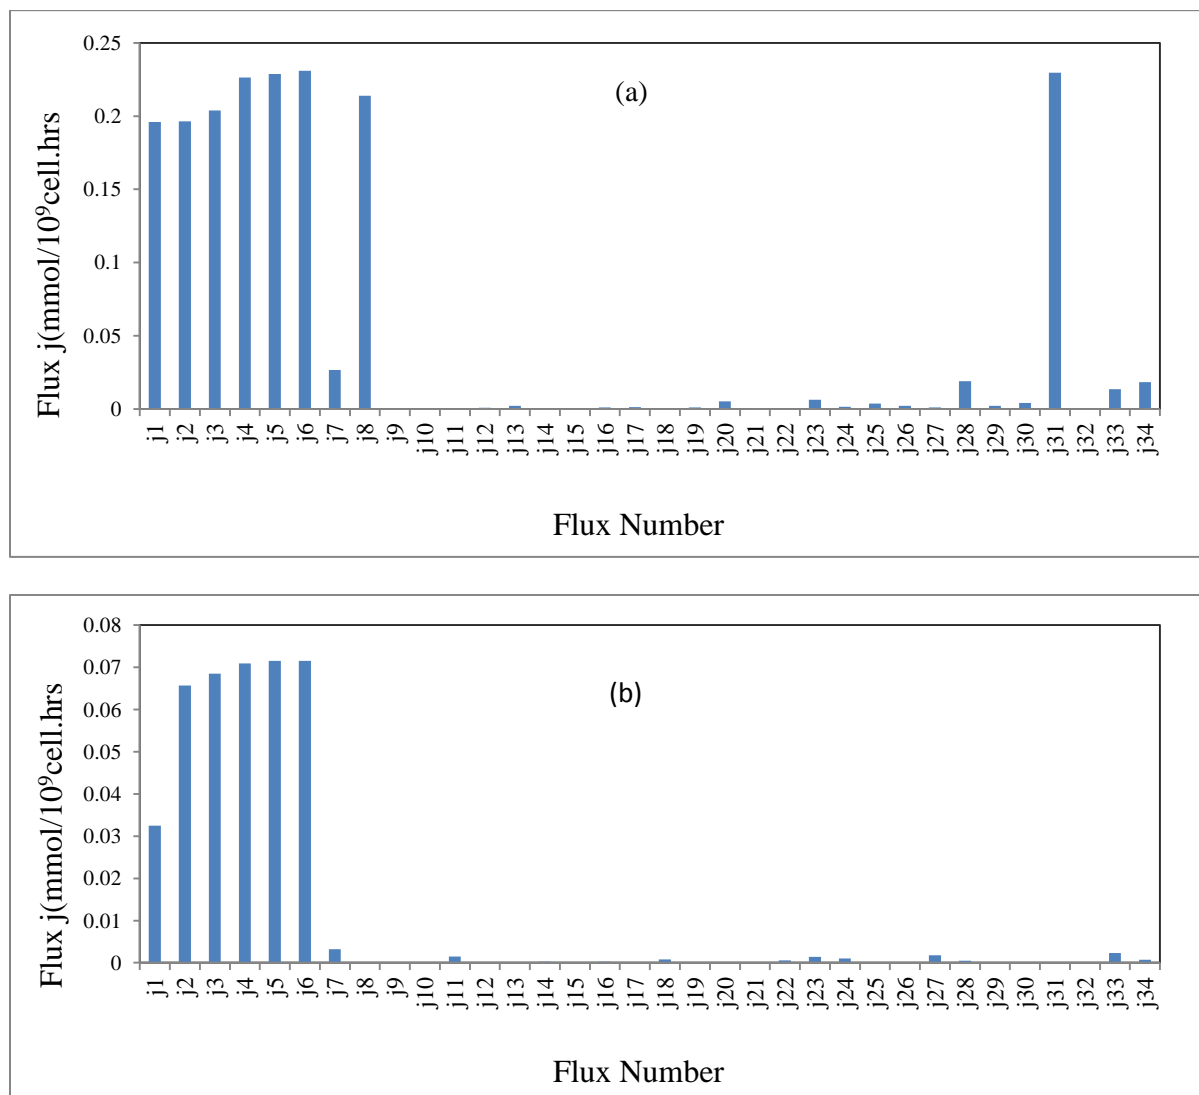 0.25
0.2
0.15
0.1
0.05
0
Flux j(mmol/10⁹cell.hrs
(a)
j1 j2 j3 j4 j5 j6 j7 j8 j9 j10 j11 j12 j13 j14 j15 j16 j17 j18 j19 j20 j21 j22 j23 j24 j25 j26 j27 j28 j29 j30 j31 j32 j33 j34
Flux Number
0.08
0.07
0.06
0.05
0.04
0.03
0.02
0.01
0
Flux j(mmol/10⁹cell.hrs
(b)
j1 j2 j3 j4 j5 j6 j7 j8 j9 j10 j11 j12 j13 j14 j15 j16 j17 j18 j19 j20 j21 j22 j23 j24 j25 j26 j27 j28 j29 j30 j31 j32 j33 j34
Flux Number